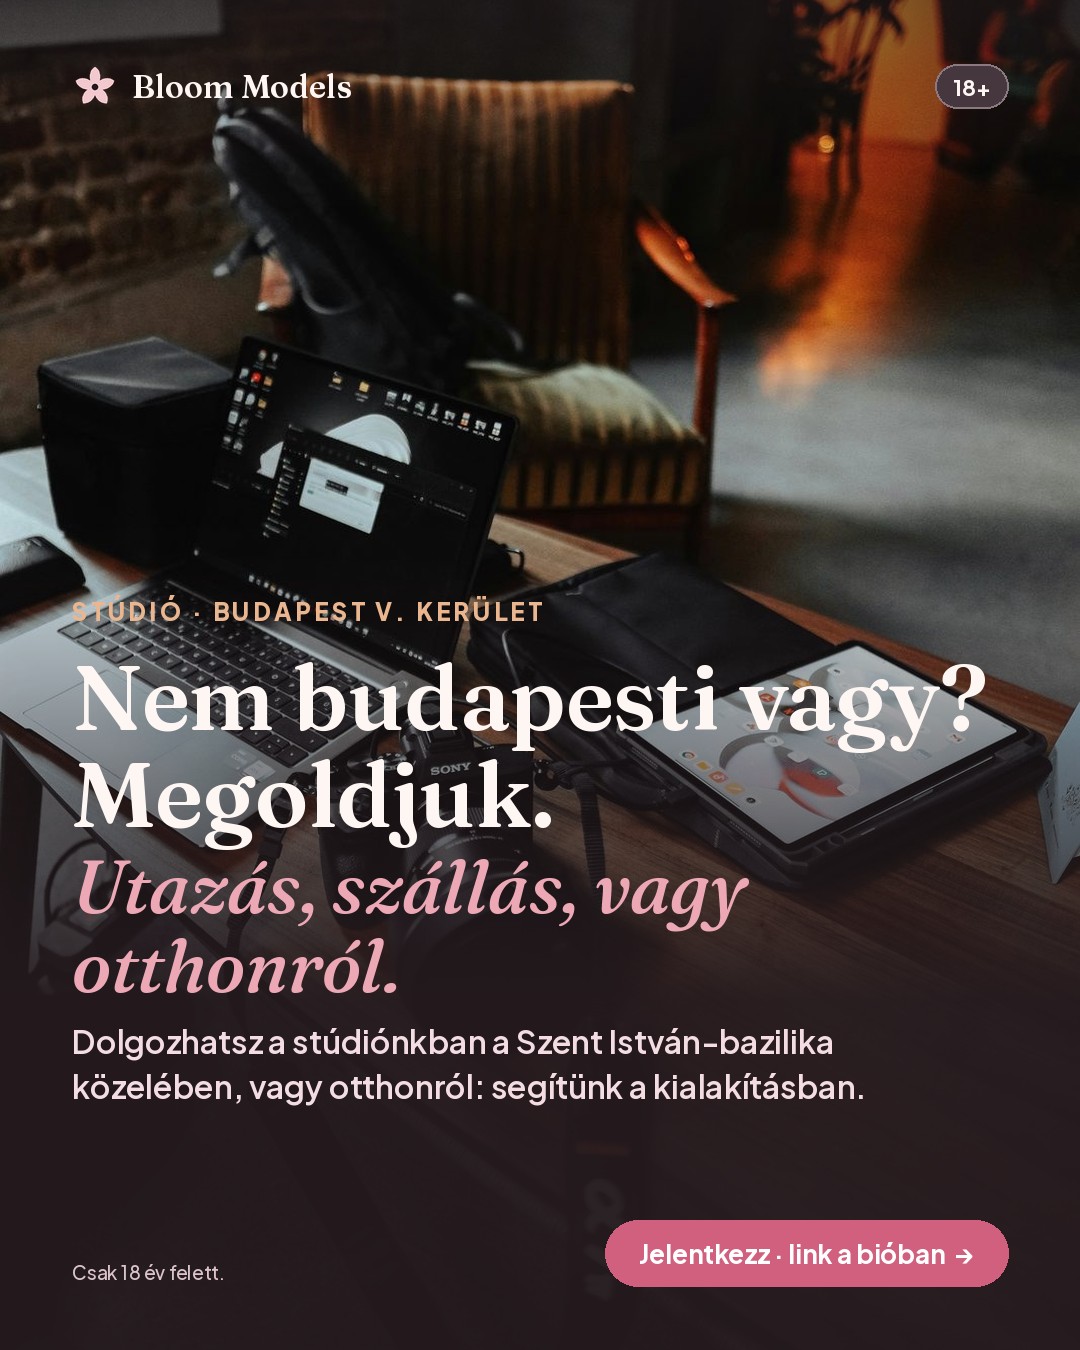 Bloom Models
18+
STÚDIÓ · BUDAPEST V. KERÜLET
Nem budapesti vagy?
Megoldjuk.
Utazás, szállás, vagy
otthonról.
SONY
Dolgozhatsz a stúdiónkban a Szent István-bazilika
közelében, vagy otthonról: segítünk a kialakításban.
Jelentkezz · link a bióban →
Csak 18 év felett.